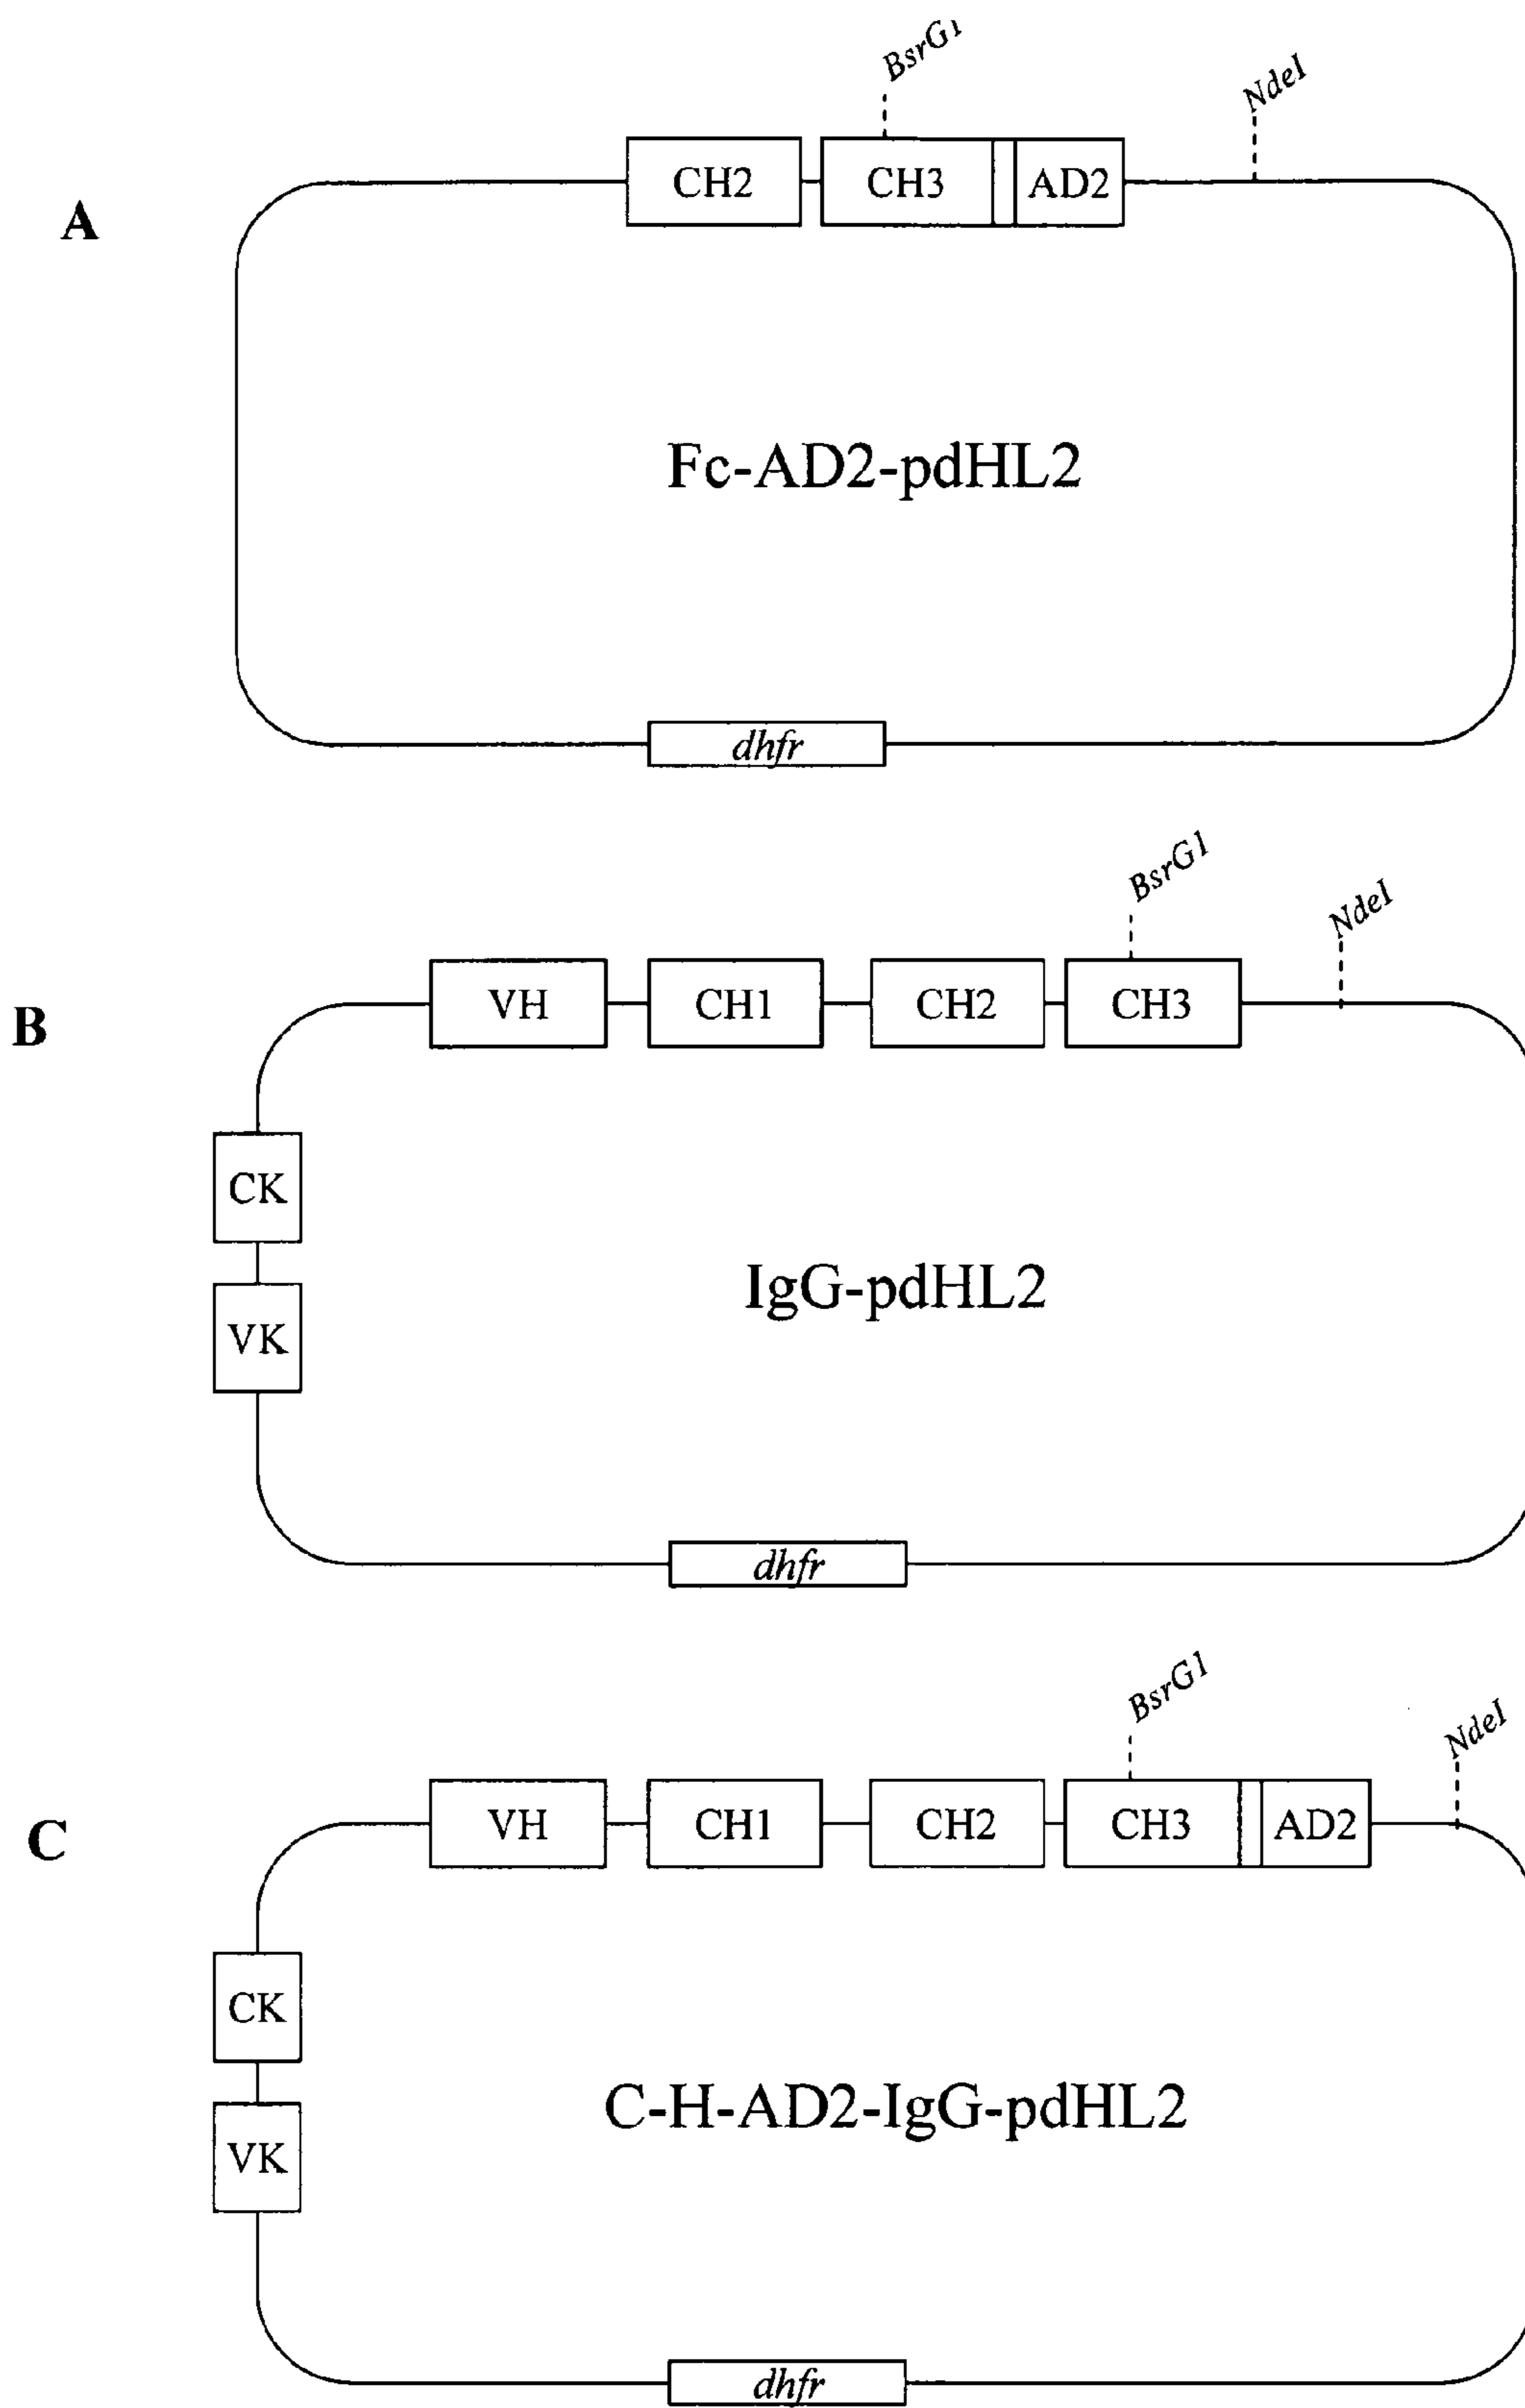 BsrG1
NdeI
A
CH2 CH3 AD2
Fc-AD2-pdHL2
dhfr
BsrG1
NdeI
B
VH CH1 CH2 CH3
CK
IgG-pdHL2
VK
dhfr
BsrG1
NdeI
C
VH CH1 CH2 CH3 AD2
CK
C-H-AD2-IgG-pdHL2
VK
dhfr